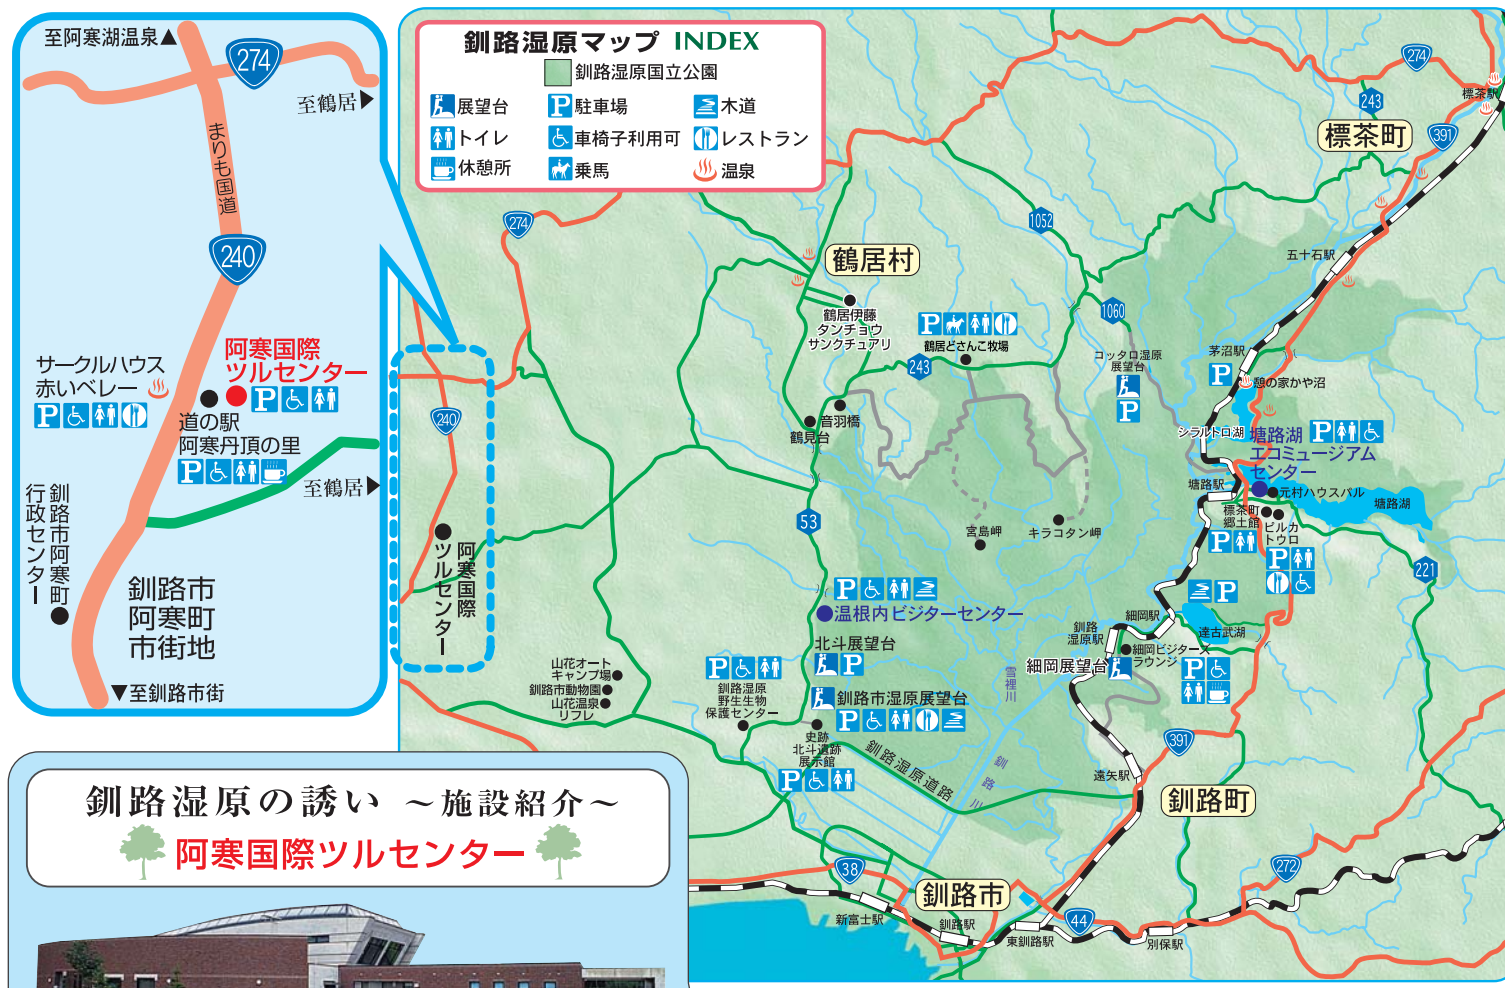 至阿寒湖温泉▲
274
至鶴居▶
まりも国道
240
サークルハウス
赤いベレー
阿寒国際
ツルセンター
P
道の駅
阿寒丹頂の里
P
至鶴居▶
釧路市阿寒町
行政センター
釧路市
阿寒町
市街地
▼至釧路市街
釧路湿原マップ INDEX
釧路湿原国立公園
展望台
P 駐車場
木道
トイレ
車椅子利用可
レストラン
休憩所
乗馬
温泉
274
243
標茶駅
標茶町
391
274
1052
五十石駅
鶴居村
鶴居伊藤
タンチョウ
サンクチュアリ
P
鶴居どさんこ牧場
243
1060
コッタロ湿原
展望台
P
茅沼駅
P
憩の家かや沼
240
音羽橋
鶴見台
シラルトロ湖
塘路湖
エコミュージアム
センター
P
塘路駅
元村ハウスパル
塘路湖
標茶町
郷土館
P
ピルカ
トウロ
P
53
宮島岬
キラコタン岬
阿寒国際
ツルセンター
221
P
温根内ビジターセンター
P
細岡駅
達古武湖
釧路
湿原駅
細岡ビジターズ
ラウンジ
細岡展望台
P
北斗展望台
P
山花オート
キャンプ場
釧路市動物園
山花温泉
リフレ
P
釧路湿原
野生生物
保護センター
釧路市湿原展望台
P
雪裡川
史跡
北斗遺跡
展示館
P
釧路湿原道路
釧路川
391
遠矢駅
釧路町
38
272
釧路市
44
新富士駅
釧路駅
東釧路駅
別保駅
釧路湿原の誘い ～施設紹介～
阿寒国際ツルセンター